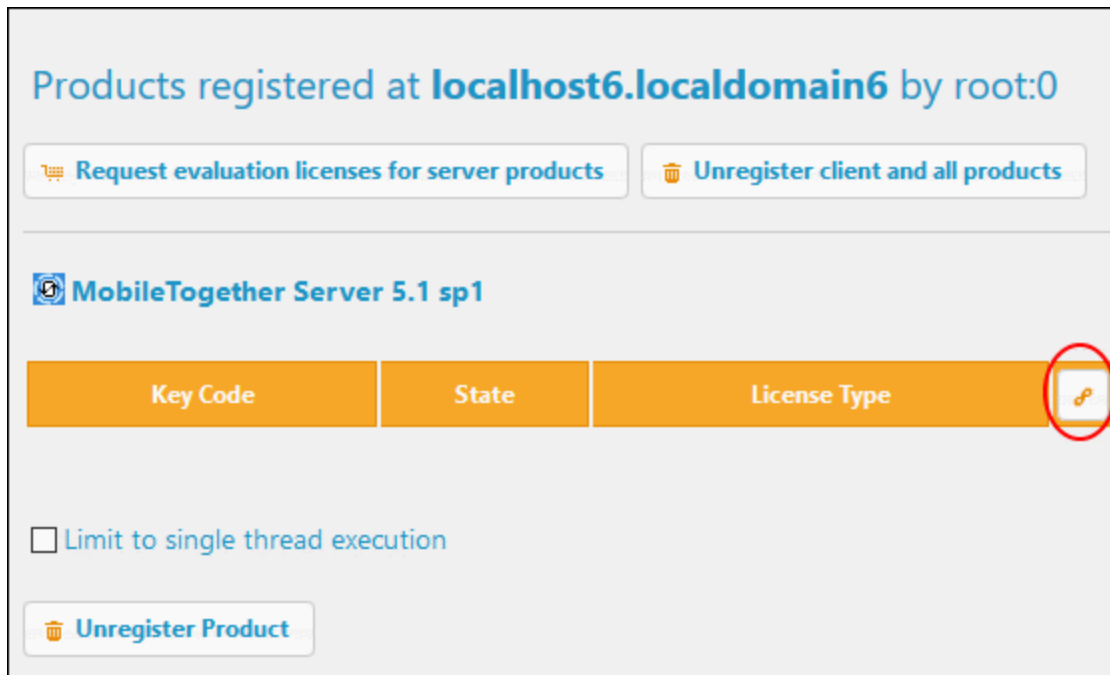 Products registered at localhost6.localdomain6 by root:0
Request evaluation licenses for server products
Unregister client and all products
MobileTogether Server 5.1 sp1
Key Code
State
License Type
Limit to single thread execution
Unregister Product